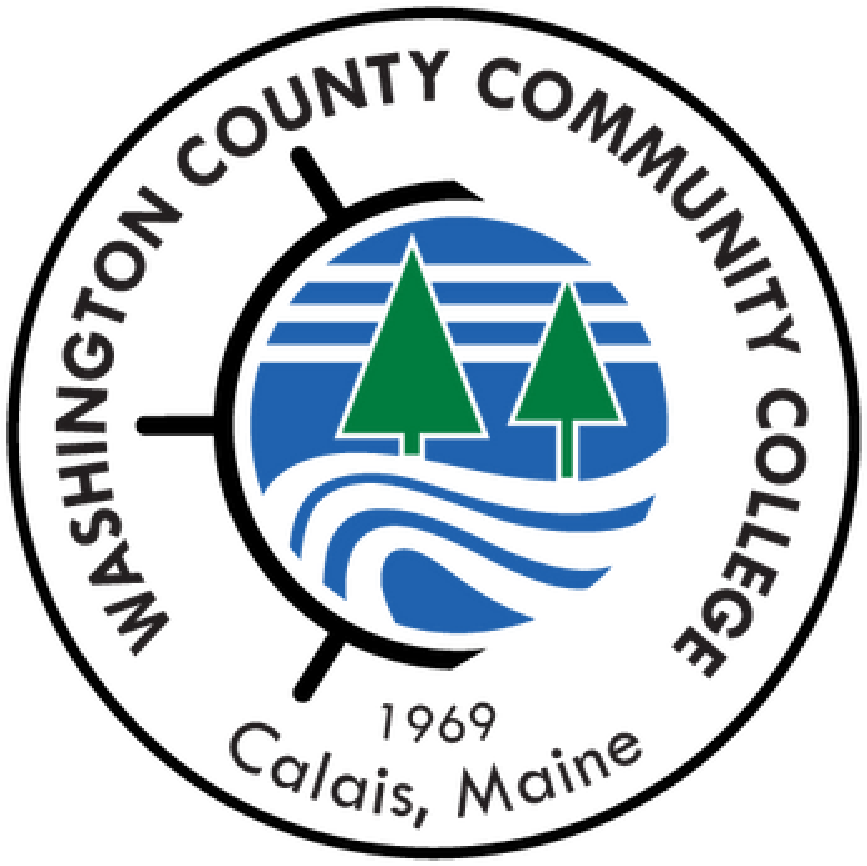 WASHINGTON COUNTY COMMUNITY COLLEGE
1969
Calais, Maine